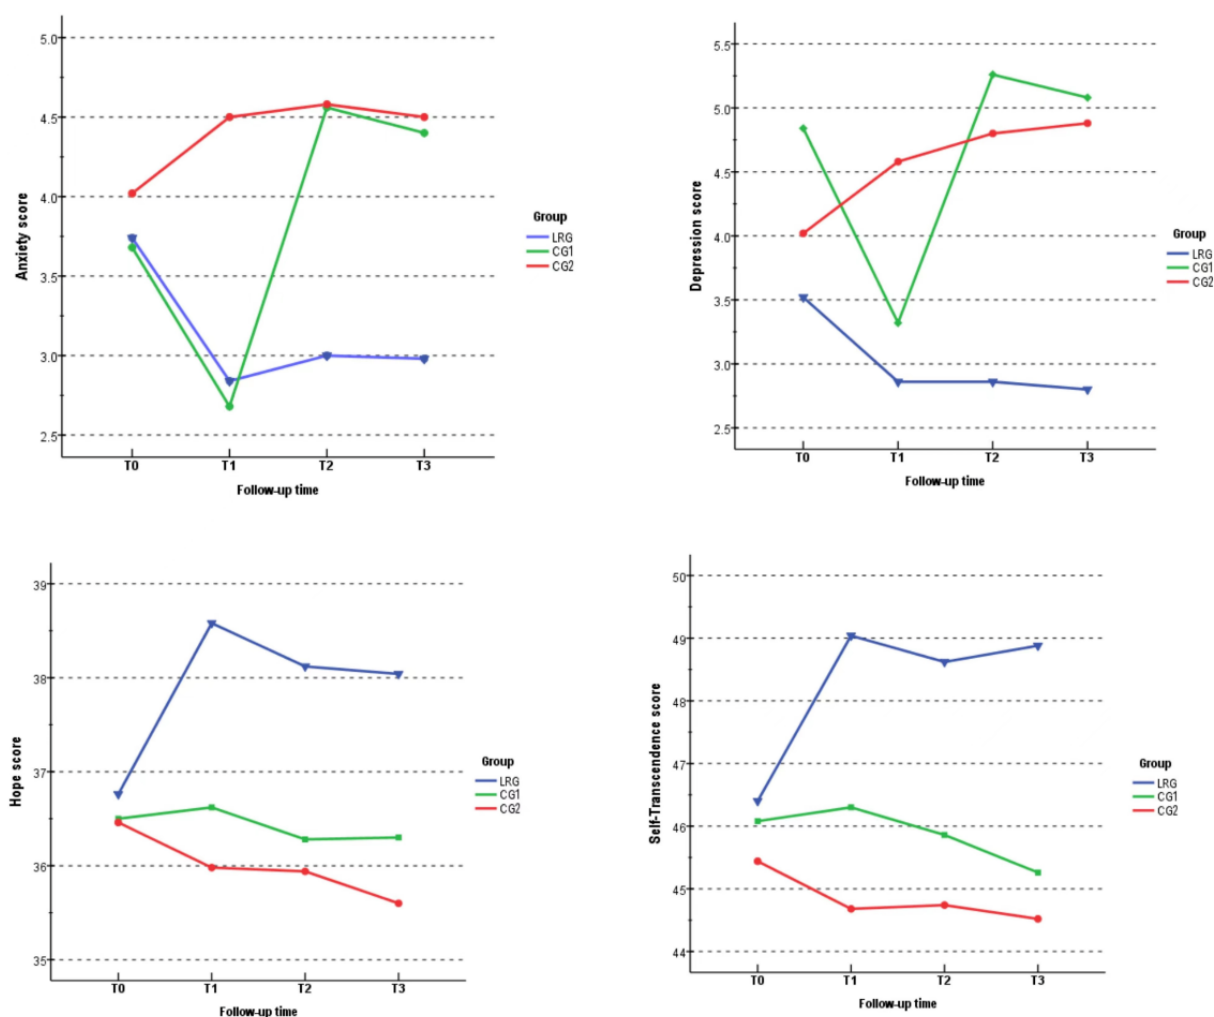 5.0
4.5
4.0
3.5
3.0
2.5
Anxiety score
T0 T1 T2 T3
Follow-up time
Group
LRG
CG1
CG2
5.5
5.0
4.5
4.0
3.5
3.0
2.5
Depression score
T0 T1 T2 T3
Follow-up time
Group
LRG
CG1
CG2
39
38
37
36
35
Hope score
T0 T1 T2 T3
Follow-up time
Group
LRG
CG1
CG2
50
49
48
47
46
45
44
Self-Transcendence score
T0 T1 T2 T3
Follow-up time
Group
LRG
CG1
CG2